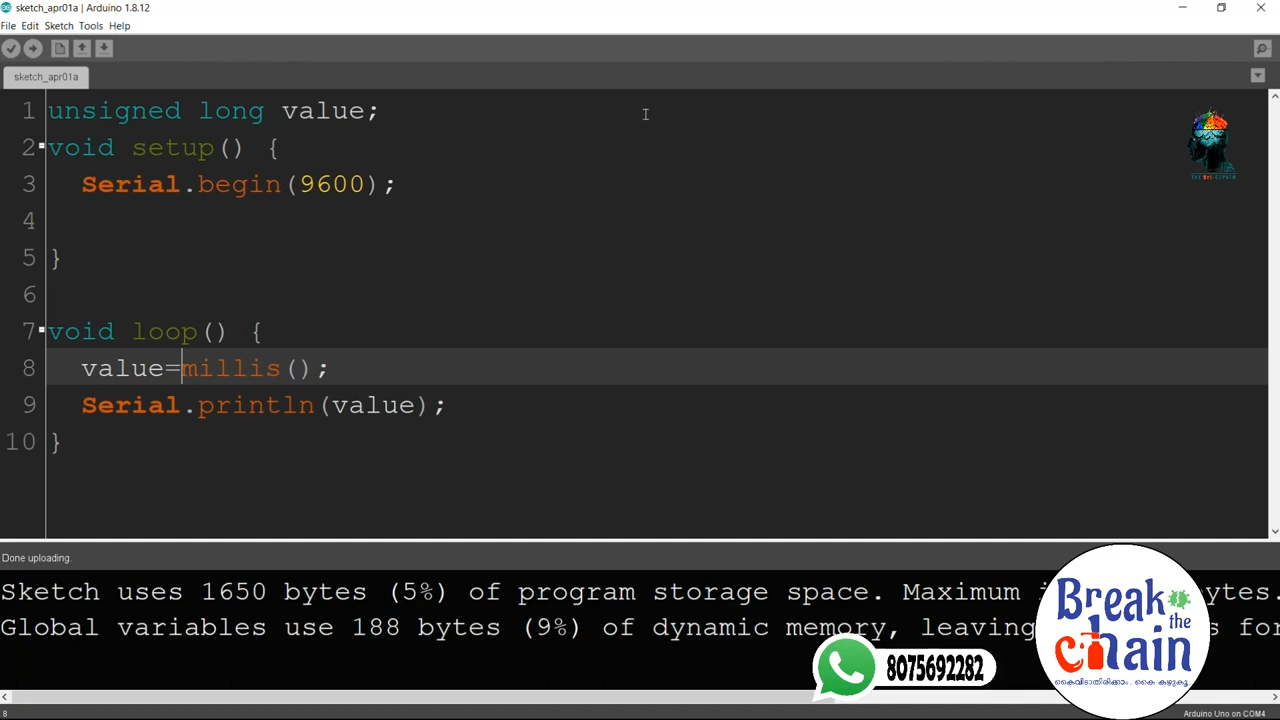 sketch_apr01a | Arduino 1.8.12
File Edit Sketch Tools Help
sketch_apr01a
1 unsigned long value;
2 void setup() {
3 Serial.begin(9600);
4
5 }
6
7 void loop() {
8 value=millis();
9 Serial.println(value);
10 }
Done uploading.
Sketch uses 1650 bytes (5%) of program storage space. Maximum i ytes.
Global variables use 188 bytes (9%) of dynamic memory, leaving s for
Break
the
chain
കൈവിടാതിരിക്കാം.. കൈ കഴുകൂ
8075692282
8
Arduino Uno on COM4